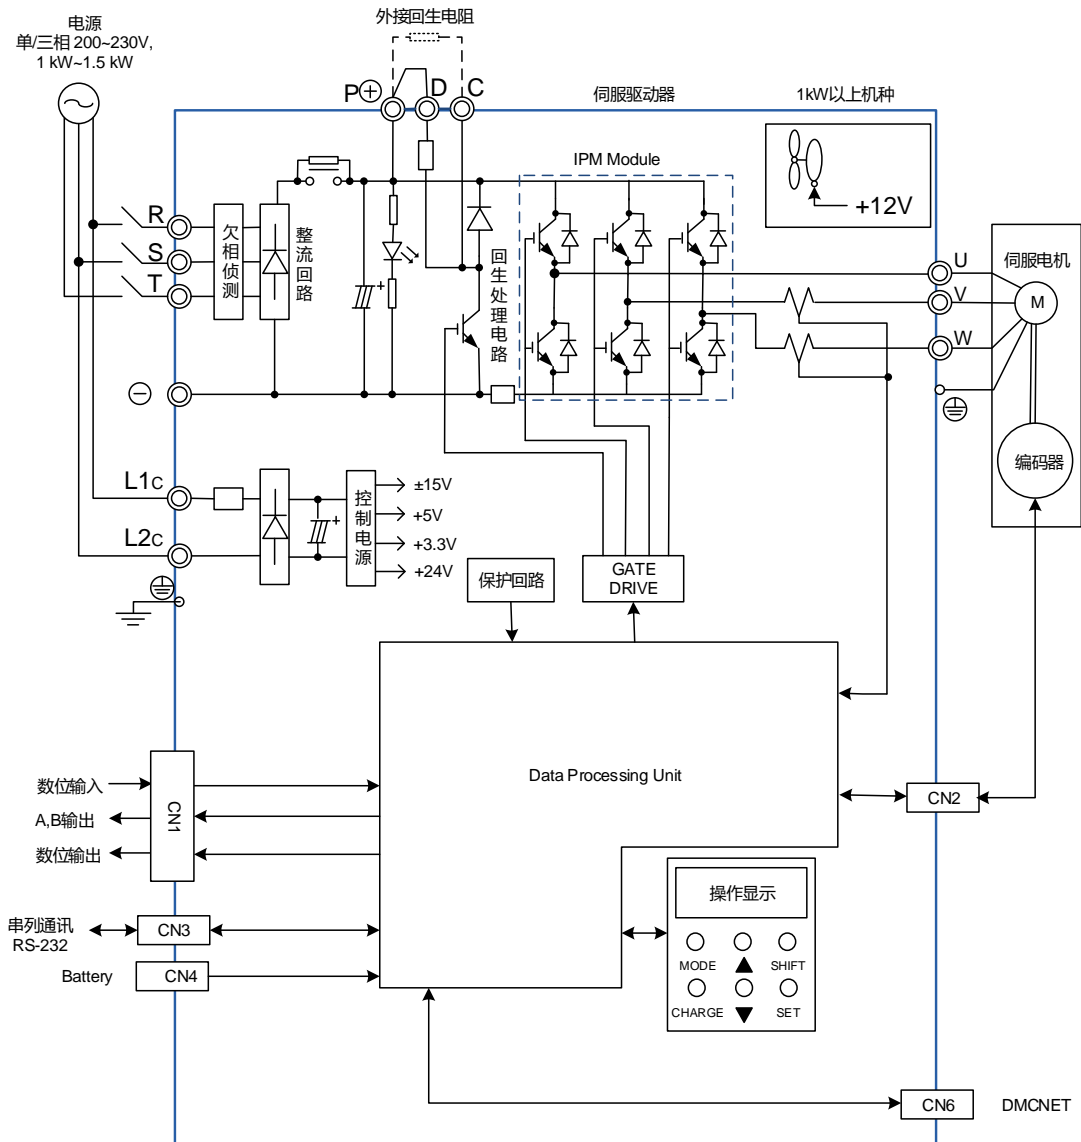 电源
单/三相 200~230V,
1 kW~1.5 kW
外接回生电阻
P⊕
D
C
伺服驱动器
1kW以上机种
IPM Module
+12V
R
S
T
欠相侦测
整流回路
回生处理电路
U
V
W
伺服电机
M
⊖
编码器
L1C
L2C
控制电源
±15V
+5V
+3.3V
+24V
保护回路
GATE
DRIVE
Data Processing Unit
数位输入
A,B输出
数位输出
CN1
CN2
操作显示
MODE
▲
SHIFT
CHARGE
▼
SET
串列通讯
RS-232
CN3
Battery
CN4
CN6
DMCNET